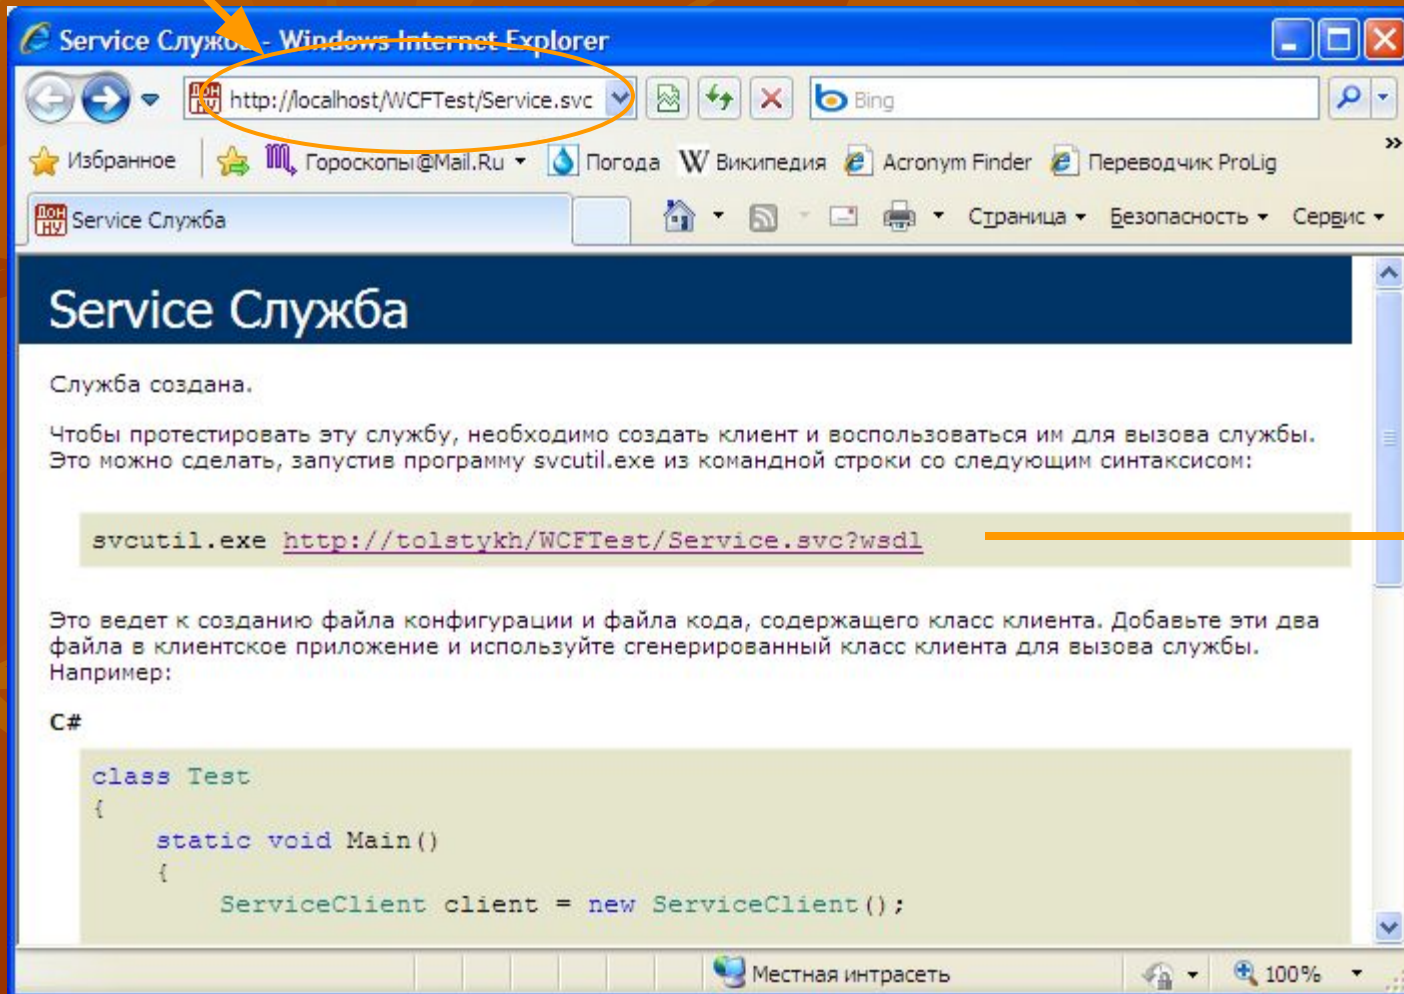 Service Служба - Windows Internet Explorer
http://localhost/WCFTest/Service.svc
Bing
Избранное Гороскопы@Mail.Ru Погода W Википедия Acronym Finder Переводчик ProLig »
ДОН НУ Service Служба Страница Безопасность Сервис
Service Служба
Служба создана.
Чтобы протестировать эту службу, необходимо создать клиент и воспользоваться им для вызова службы.
Это можно сделать, запустив программу svcutil.exe из командной строки со следующим синтаксисом:
svcutil.exe http://tolstykh/WCFTest/Service.svc?wsdl
Это ведет к созданию файла конфигурации и файла кода, содержащего класс клиента. Добавьте эти два
файла в клиентское приложение и используйте сгенерированный класс клиента для вызова службы.
Например:
C#
class Test
{
static void Main()
{
ServiceClient client = new ServiceClient();
Местная интрасеть 100%